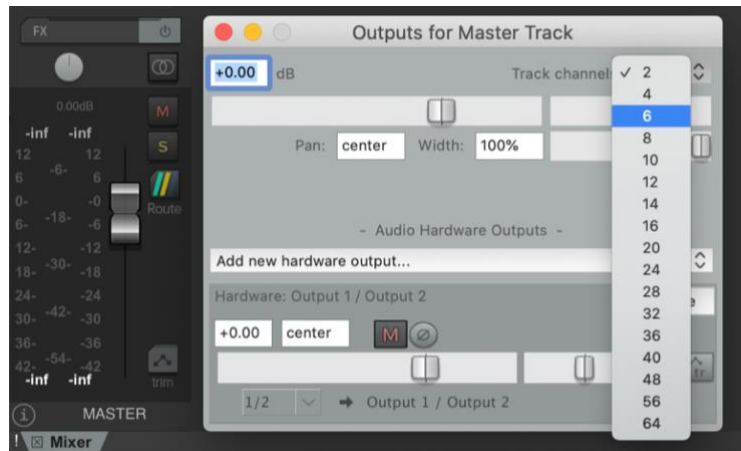 FX
0.00dB
M
-inf -inf
S
12 12
6 -6- 6
0- -0
Route
6- -18- -6
12- -12
18- -30- -18
24- -24
30- -42- -30
36- -36
42- -54- -42
-inf -inf
trim
MASTER
! Mixer
Outputs for Master Track
+0.00 dB
Track channel
✓ 2
4
6
8
10
12
14
16
20
24
28
32
36
40
48
56
64
Pan: center Width: 100%
- Audio Hardware Outputs -
Add new hardware output...
Hardware: Output 1 / Output 2
+0.00 center M ø
tr
1/2 → Output 1 / Output 2